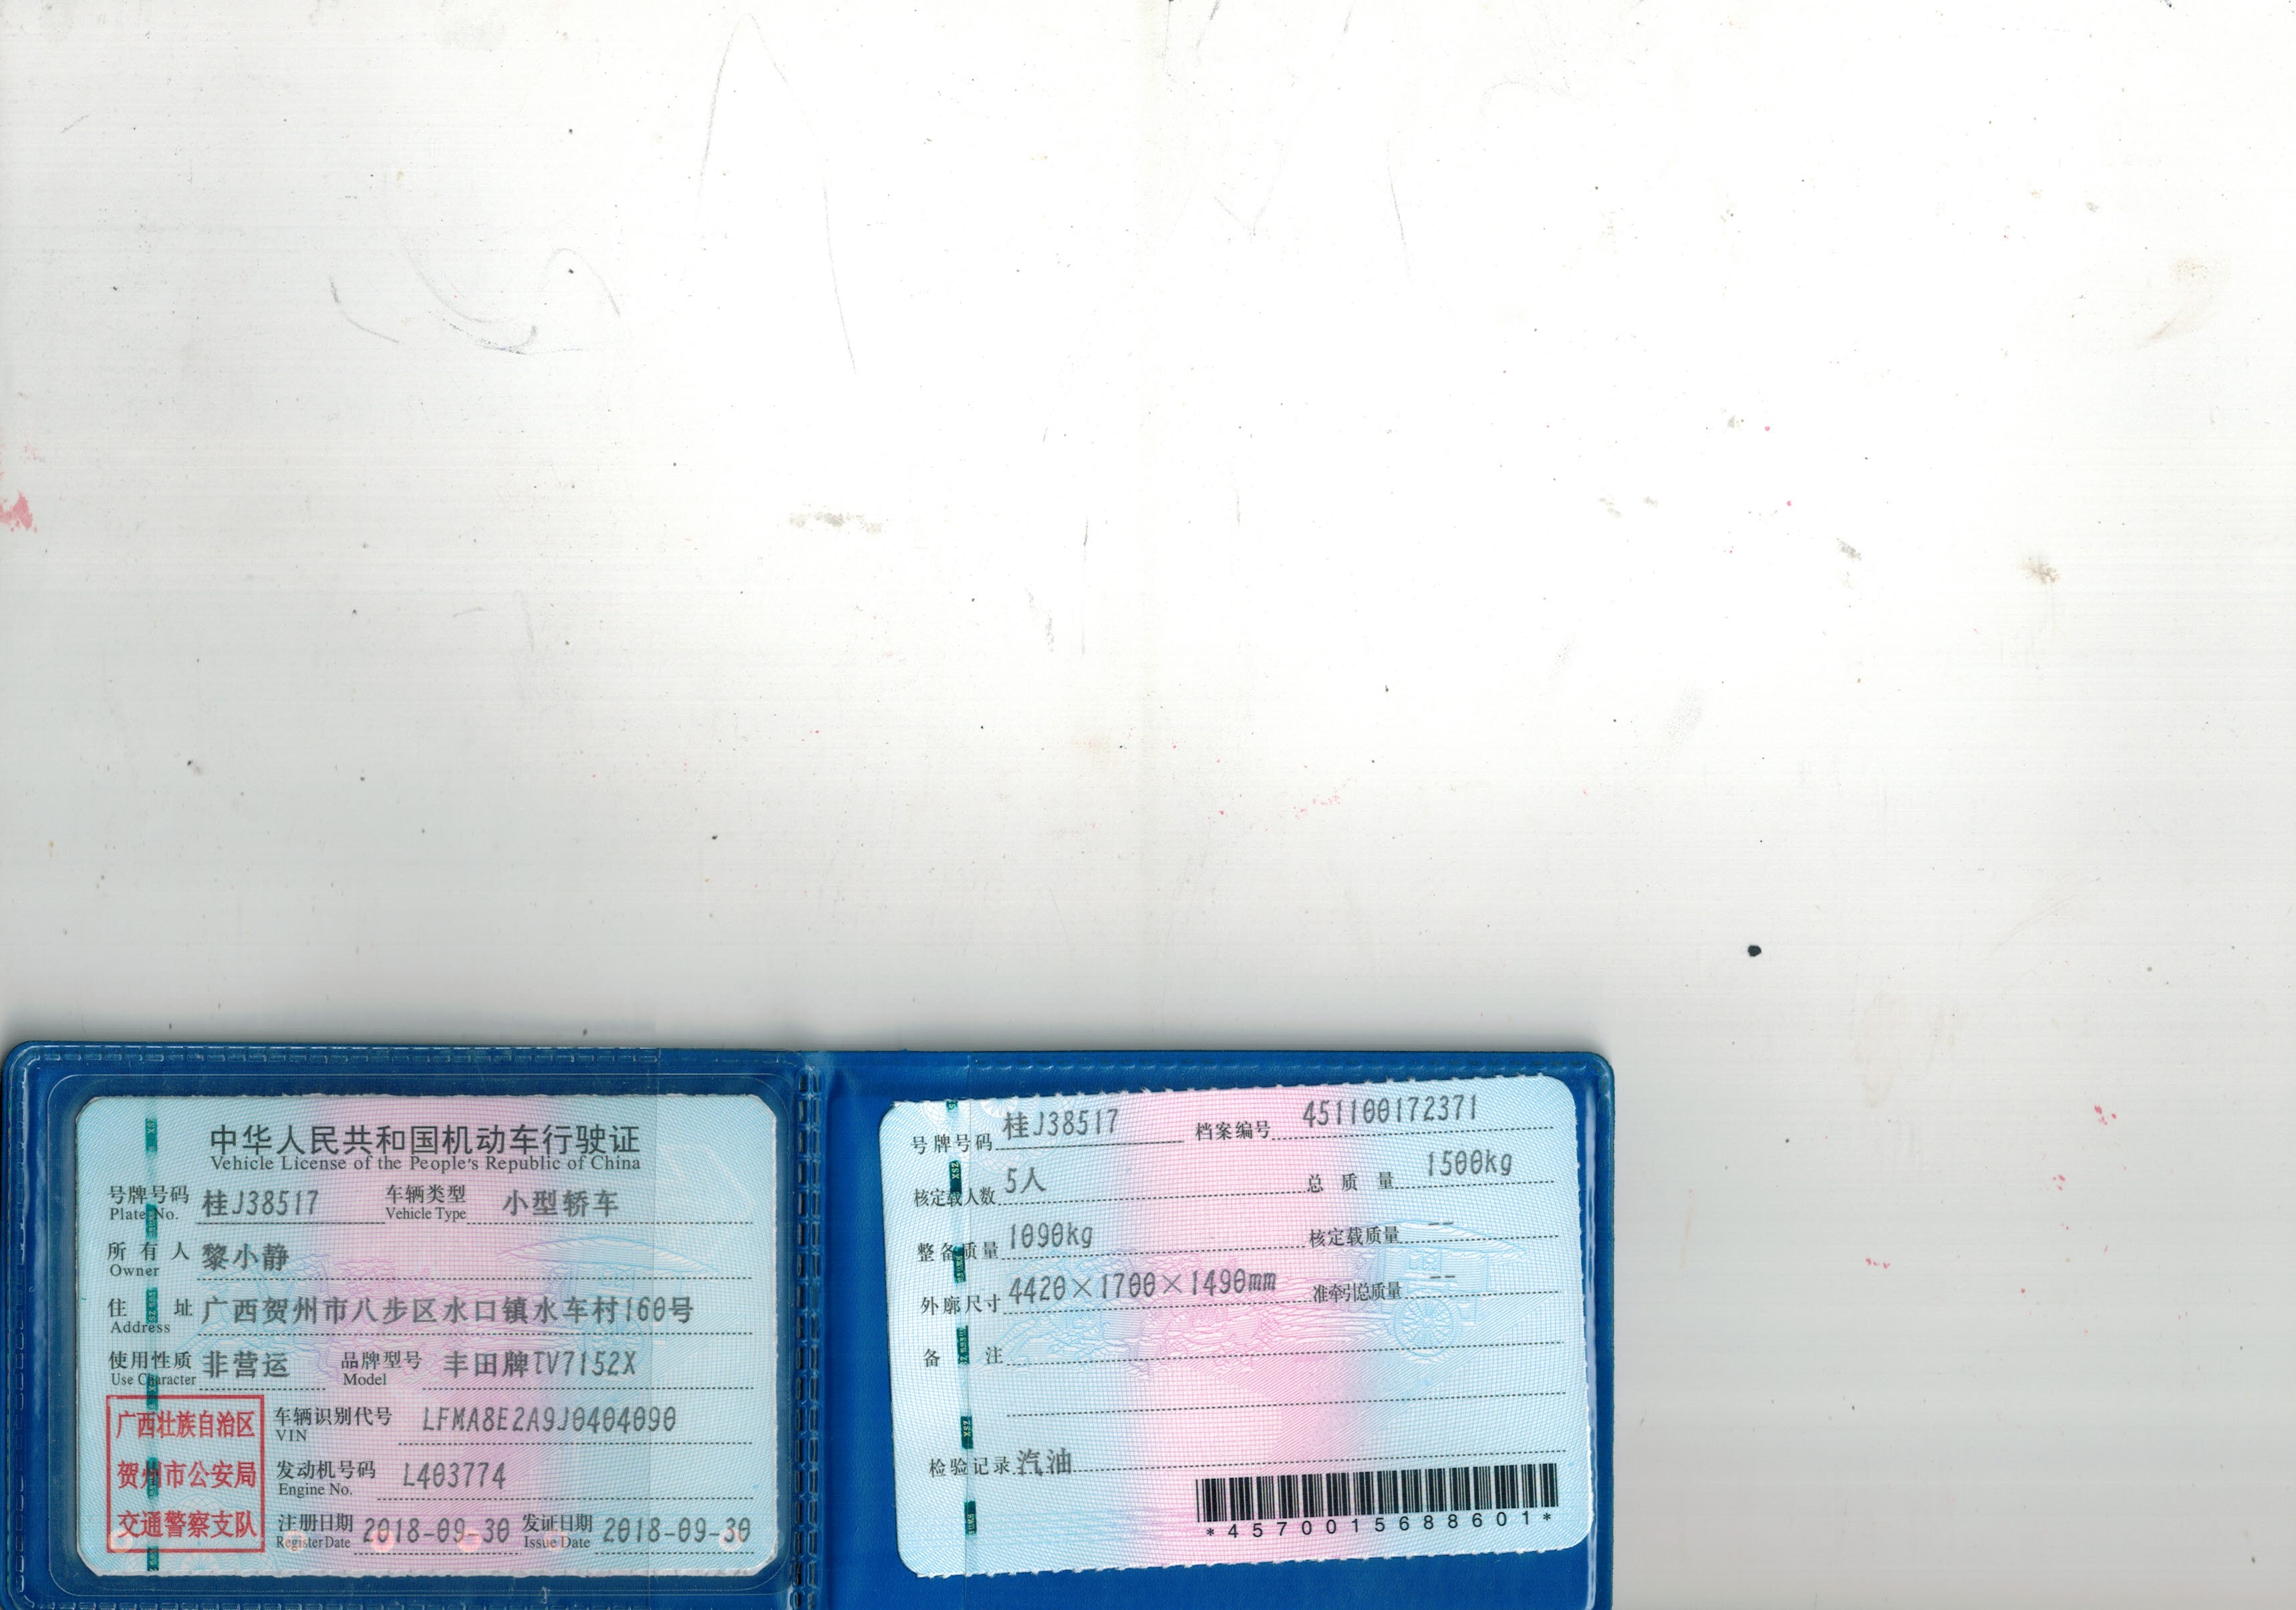 中华人民共和国机动车行驶证
Vehicle License of the People's Republic of China
号牌号码 桂J38517 车辆类型 小型轿车
Plate No. Vehicle Type
所有人 黎小静
Owner
住址 广西贺州市八步区水口镇水车村160号
Address
使用性质 非营运 品牌型号 丰田牌TV7152X
Use Character Model
广西壮族自治区
贺州市公安局
交通警察支队
车辆识别代号 LFMA8E2A9J0404090
VIN
发动机号码 L403774
Engine No.
注册日期 2018-09-30 发证日期 2018-09-30
Register Date Issue Date
号牌号码 桂J38517 档案编号 451100172371
核定载人数 5人 总质量 1500kg
整备质量 1090kg 核定载质量 --
外廓尺寸 4420×1700×1490mm 准牵引总质量 --
备注
检验记录 汽油
*4570015688601*